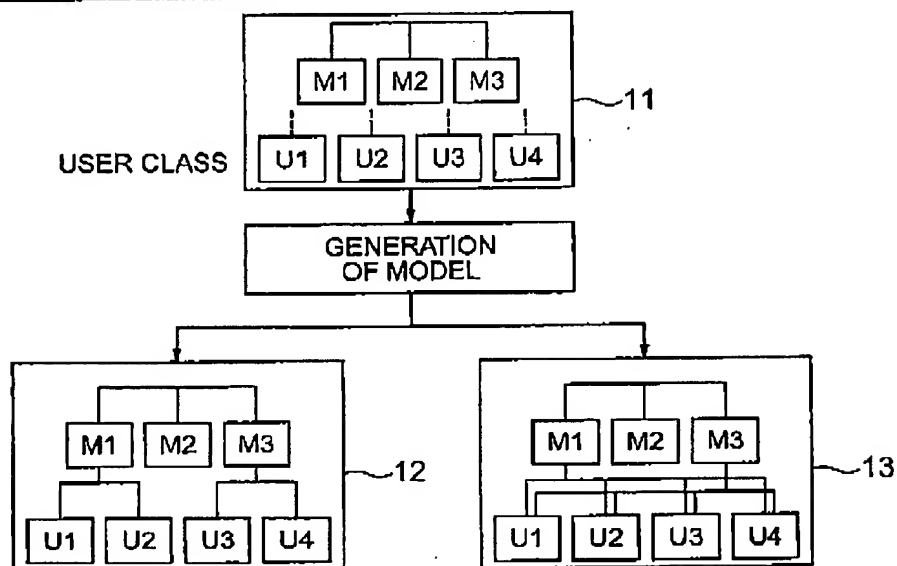 M1 M2 M3
11
USER CLASS
U1 U2 U3 U4
GENERATION
OF MODEL
M1 M2 M3
12
U1 U2 U3 U4
M1 M2 M3
13
U1 U2 U3 U4